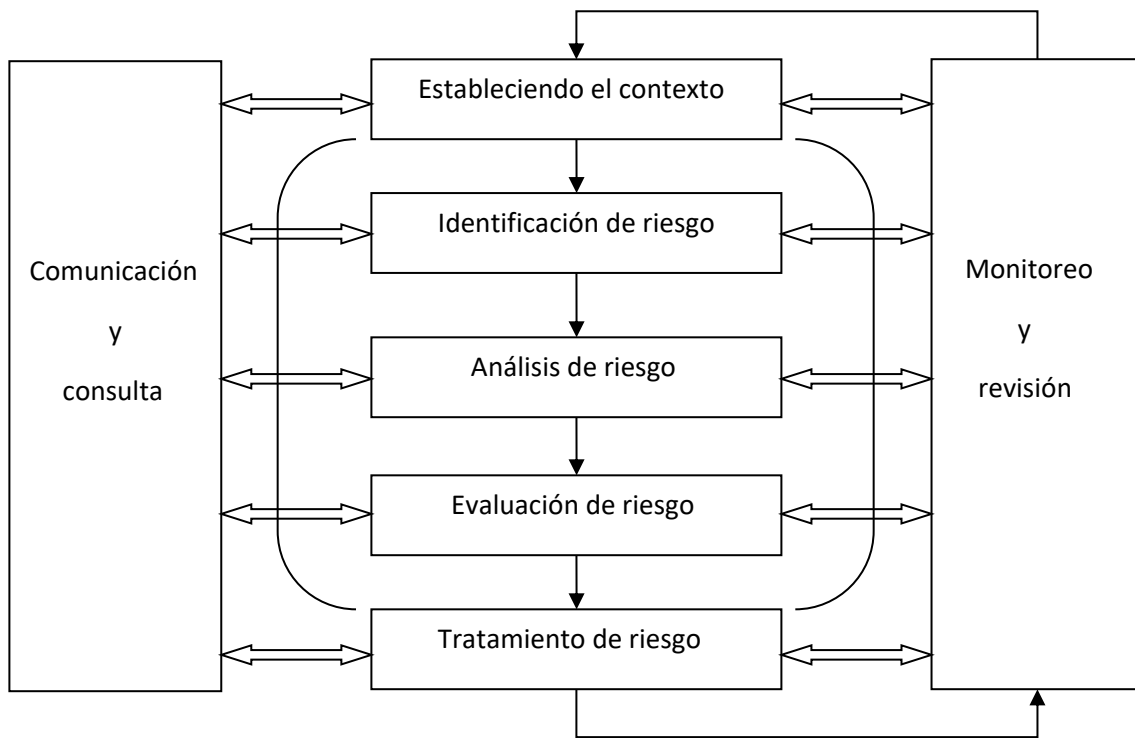 Estableciendo el contexto
Identificación de riesgo
Comunicación
y
consulta
Monitoreo
y
revisión
Análisis de riesgo
Evaluación de riesgo
Tratamiento de riesgo